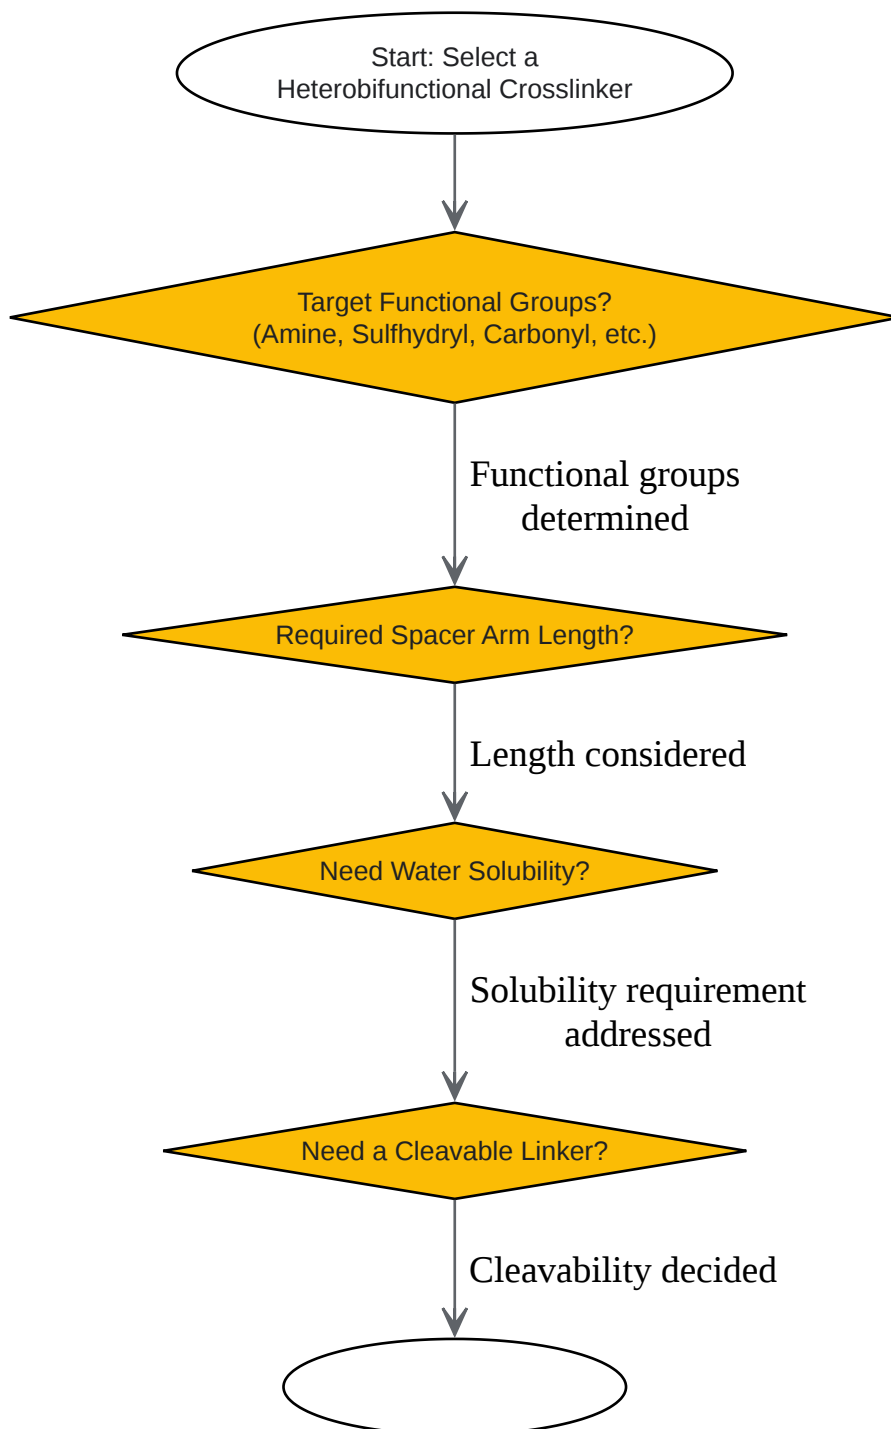 Start: Select a
Heterobifunctional Crosslinker
Target Functional Groups?
(Amine, Sulfhydryl, Carbonyl, etc.)
Functional groups
determined
Required Spacer Arm Length?
Length considered
Need Water Solubility?
Solubility requirement
addressed
Need a Cleavable Linker?
Cleavability decided